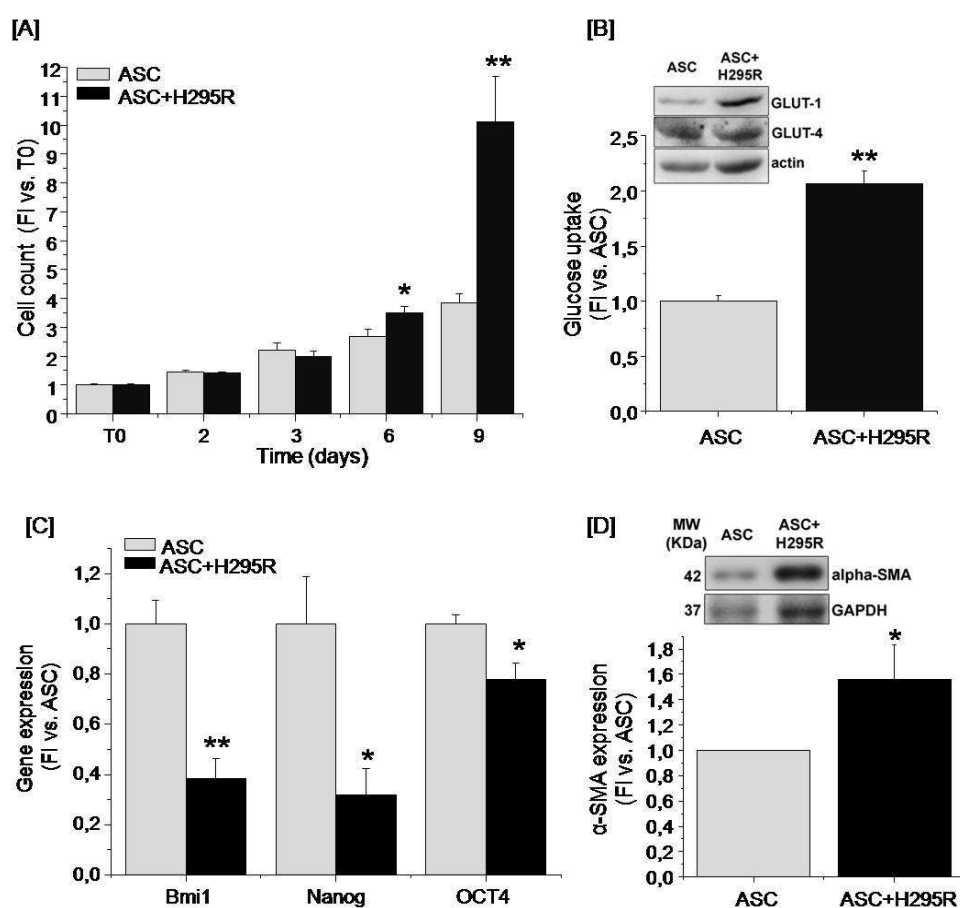 [A]
ASC
ASC+H295R
Cell count (FI vs. T0)
12
11
10
9
8
7
6
5
4
3
2
1
0
*
**
T0 2 3 6 9
Time (days)
[B]
ASC ASC+
H295R
GLUT-1
GLUT-4
actin
Glucose uptake
(FI vs. ASC)
2,5
2,0
1,5
1,0
0,5
0,0
**
ASC ASC+H295R
[C]
ASC
ASC+H295R
Gene expression
(FI vs. ASC)
1,2
1,0
0,8
0,6
0,4
0,2
0,0
**
*
*
Bmi1 Nanog OCT4
[D]
MW
(KDa)
ASC ASC+
H295R
42 alpha-SMA
37 GAPDH
α-SMA expression
(FI vs. ASC)
1,8
1,6
1,4
1,2
1,0
0,8
0,6
0,4
0,2
0,0
*
ASC ASC+H295R